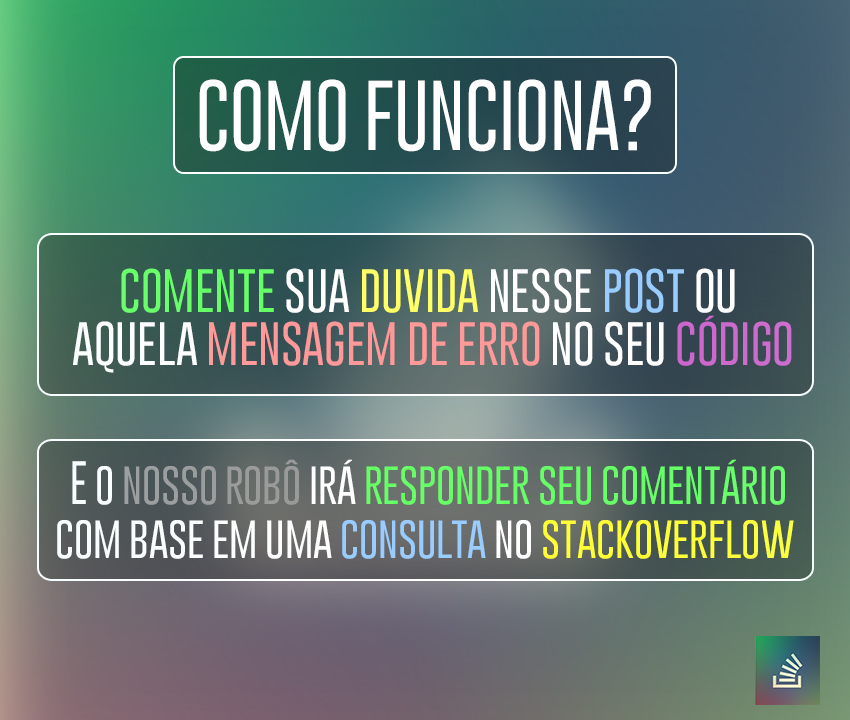 COMO FUNCIONA?
COMENTE SUA DUVIDA NESSE POST OU
AQUELA MENSAGEM DE ERRO NO SEU CÓDIGO
E O NOSSO ROBÔ IRÁ RESPONDER SEU COMENTÁRIO
COM BASE EM UMA CONSULTA NO STACKOVERFLOW